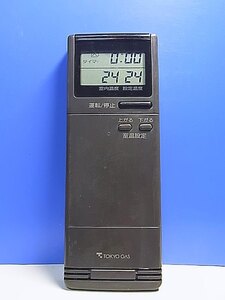 タイマー 0:00
24 24
室内温度 設定温度
運転/停止
上がる 下がる
室温設定
TOKYO GAS